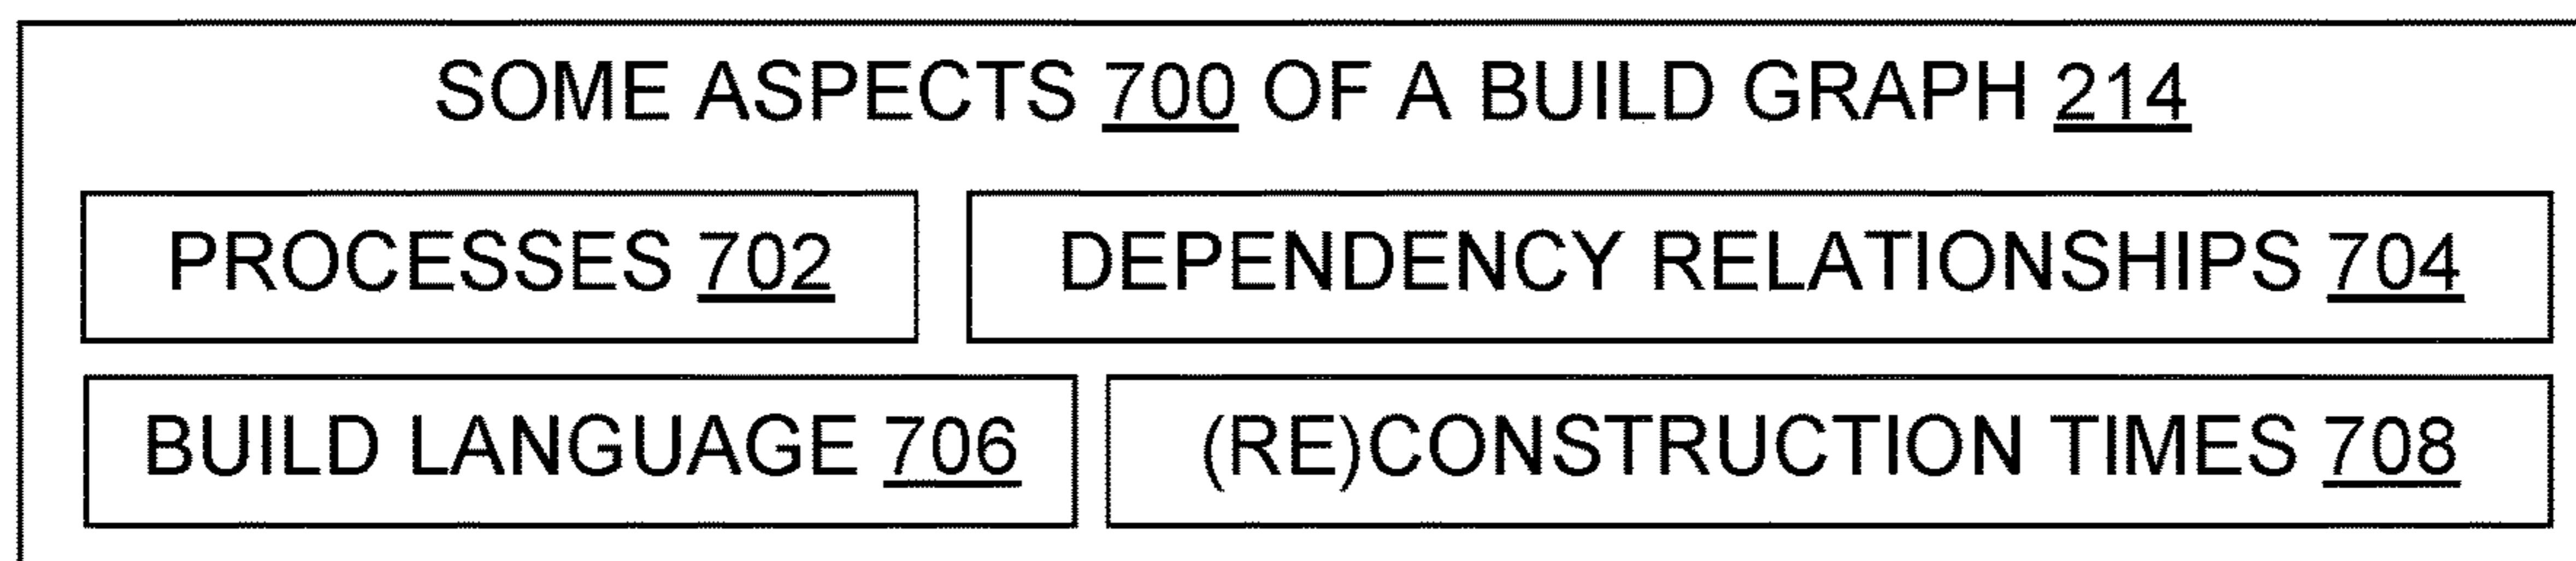 SOME ASPECTS 700 OF A BUILD GRAPH 214
PROCESSES 702
DEPENDENCY RELATIONSHIPS 704
BUILD LANGUAGE 706
(RE)CONSTRUCTION TIMES 708